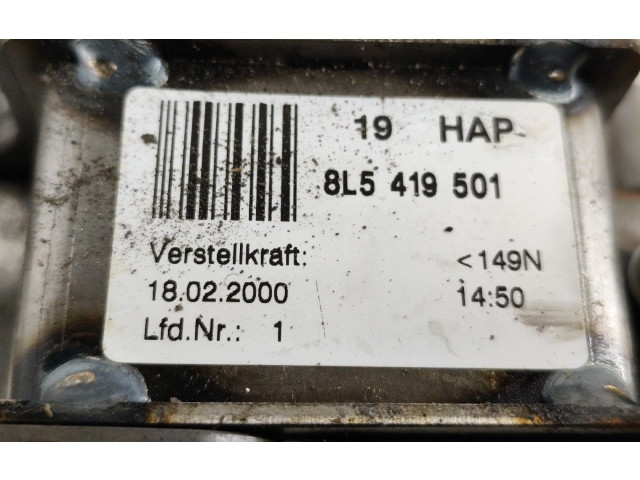 19 HAP
8L5 419 501
Verstellkraft: <149N
18.02.2000 14:50
Lfd.Nr.: 1